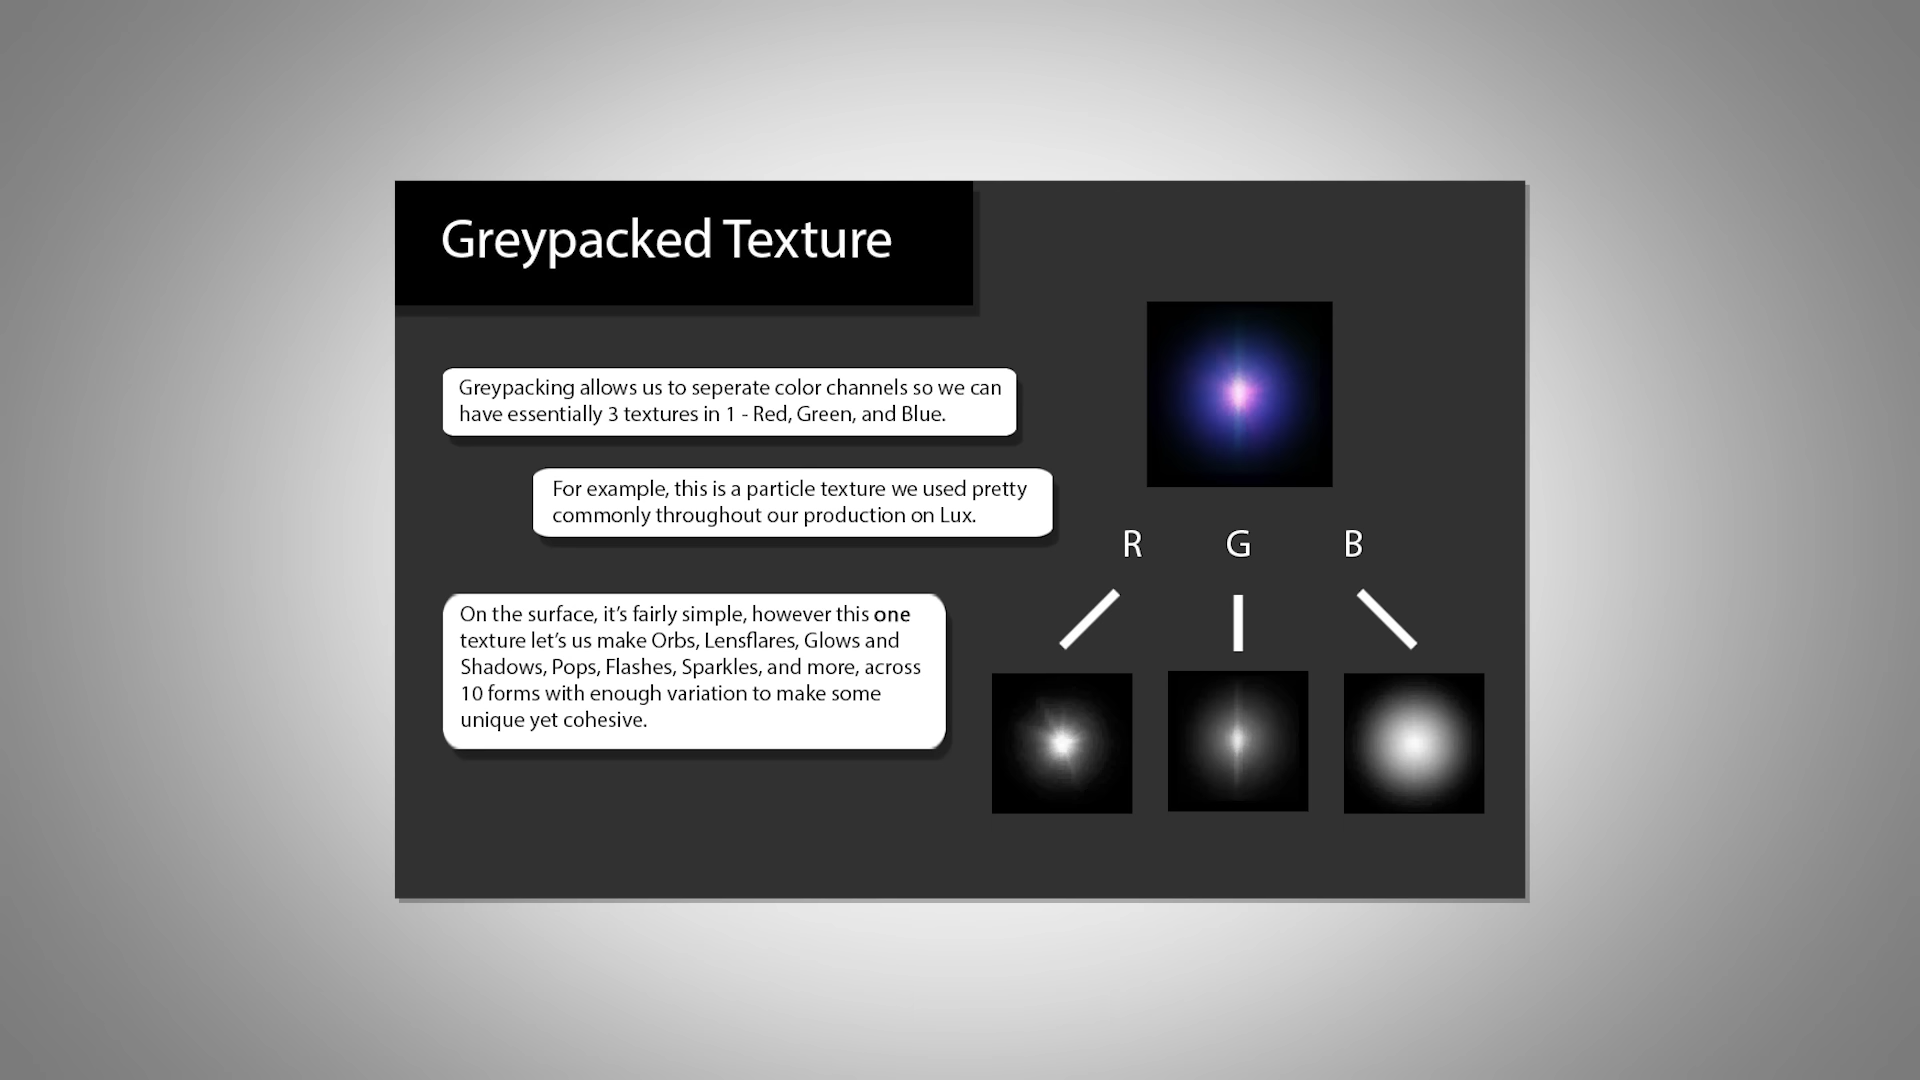 Greypacked Texture
Greypacking allows us to seperate color channels so we can
have essentially 3 textures in 1 - Red, Green, and Blue.
For example, this is a particle texture we used pretty
commonly throughout our production on Lux.
R G B
On the surface, it's fairly simple, however this one
texture let's us make Orbs, Lensflares, Glows and
Shadows, Pops, Flashes, Sparkles, and more, across
10 forms with enough variation to make some
unique yet cohesive.